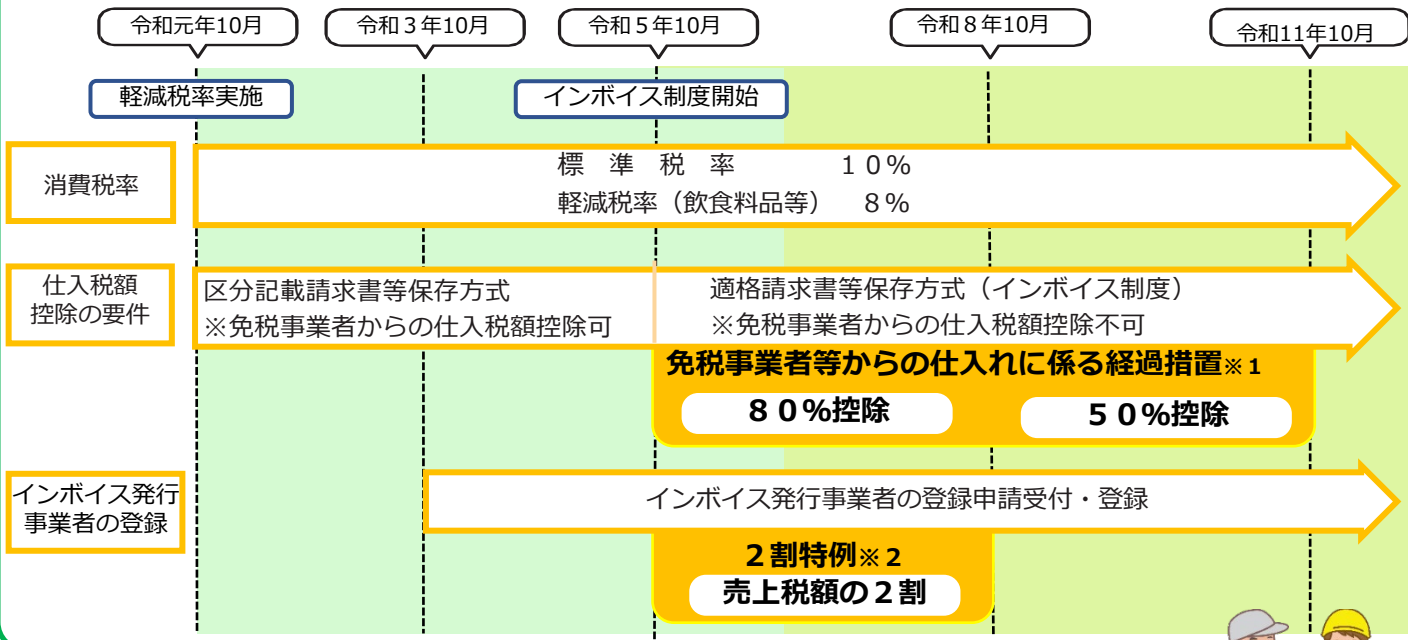 令和元年10月
令和３年10月
令和５年10月
令和８年10月
令和11年10月
軽減税率実施
インボイス制度開始
消費税率
標　準　税　率　　　　１０％
軽減税率（飲食料品等）　８％
仕入税額
控除の要件
区分記載請求書等保存方式
※免税事業者からの仕入税額控除可
適格請求書等保存方式（インボイス制度）
※免税事業者からの仕入税額控除不可
免税事業者等からの仕入れに係る経過措置※１
８０％控除
５０％控除
インボイス発行
事業者の登録
インボイス発行事業者の登録申請受付・登録
２割特例※２
売上税額の２割